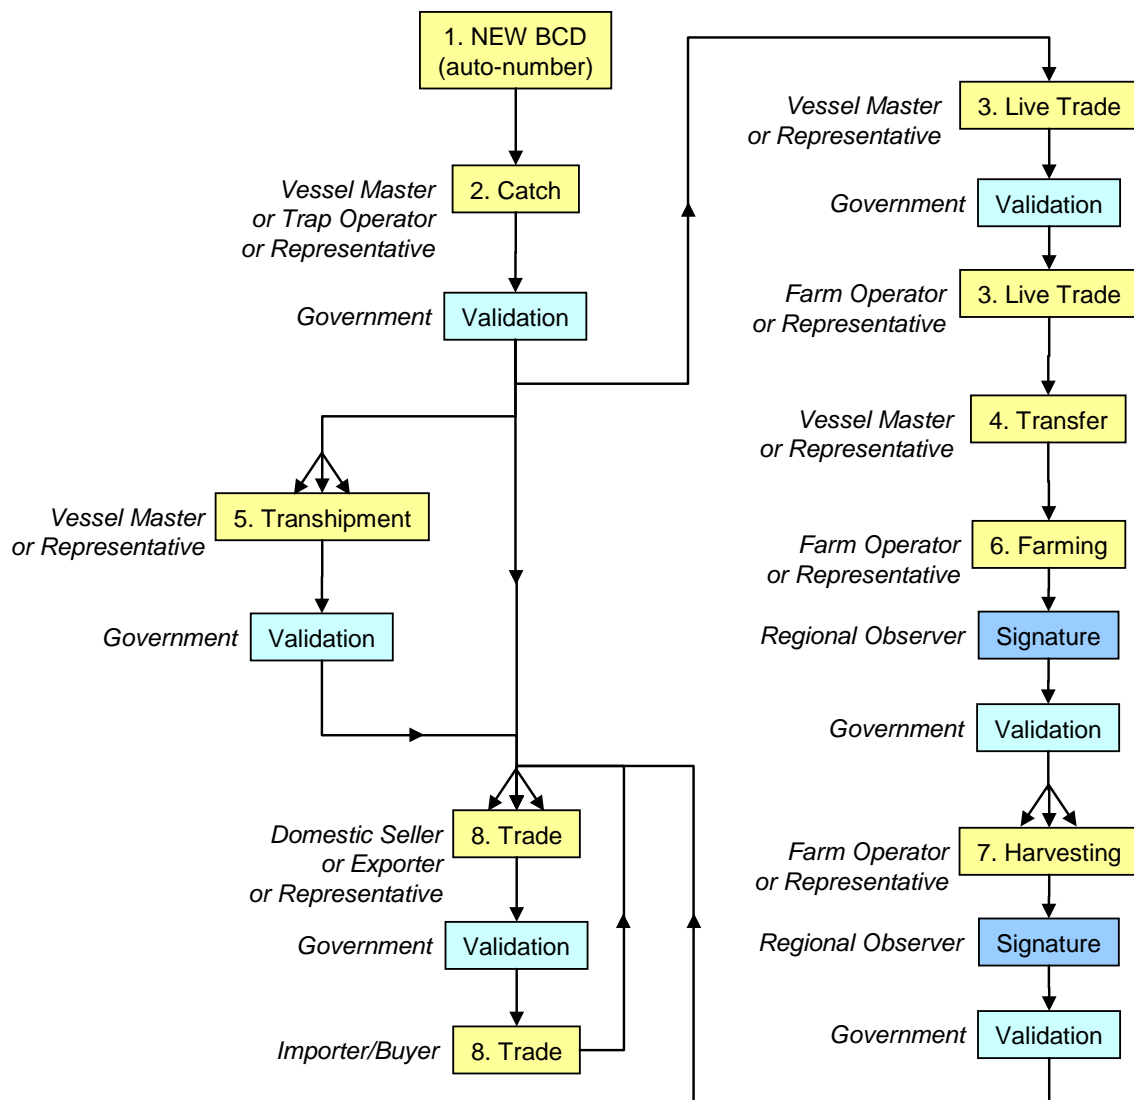 1. NEW BCD
(auto-number)
Vessel Master
or Trap Operator
or Representative
2. Catch
Government
Validation
Vessel Master
or Representative
5. Transhipment
Government
Validation
Domestic Seller
or Exporter
or Representative
8. Trade
Government
Validation
Importer/Buyer
8. Trade
Vessel Master
or Representative
3. Live Trade
Government
Validation
Farm Operator
or Representative
3. Live Trade
Vessel Master
or Representative
4. Transfer
Farm Operator
or Representative
6. Farming
Regional Observer
Signature
Government
Validation
Farm Operator
or Representative
7. Harvesting
Regional Observer
Signature
Government
Validation